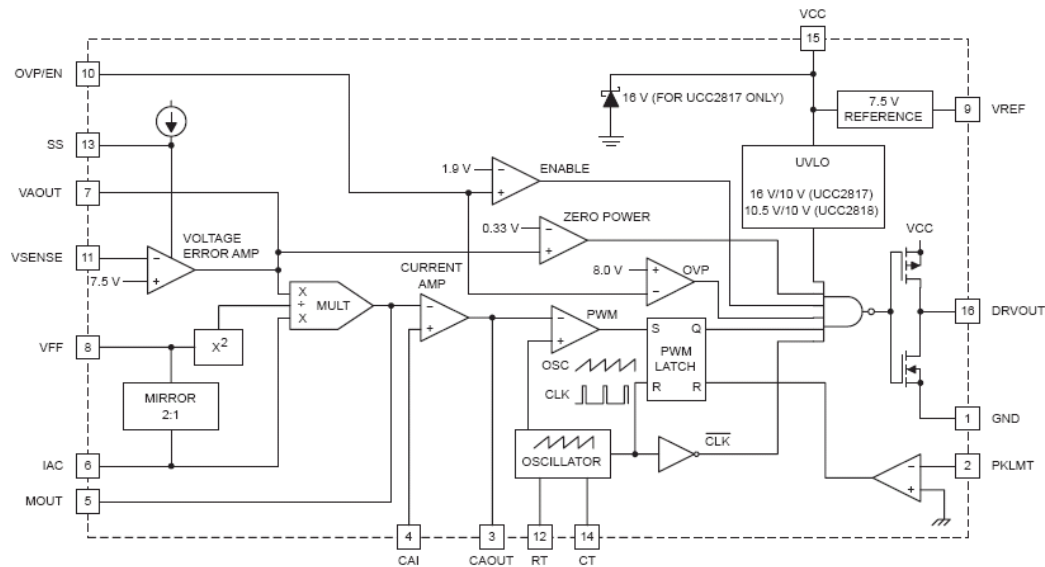 VCC
15
OVP/EN 10
16 V (FOR UCC2817 ONLY)
7.5 V
REFERENCE
9 VREF
SS 13
UVLO
16 V/10 V (UCC2817)
10.5 V/10 V (UCC2818)
1.9 V
−
+
ENABLE
VAOUT 7
0.33 V
−
+
ZERO POWER
VCC
VOLTAGE
ERROR AMP
VSENSE 11
−
+
7.5 V
8.0 V
+
−
OVP
CURRENT
AMP
X
÷
X
MULT
−
+
−
+
PWM
S Q
PWM
LATCH
R R
16 DRVOUT
VFF 8
X2
OSC
CLK
MIRROR
2:1
1 GND
OSCILLATOR
CLK
IAC 6
−
+
2 PKLMT
MOUT 5
4 3 12 14
CAI CAOUT RT CT